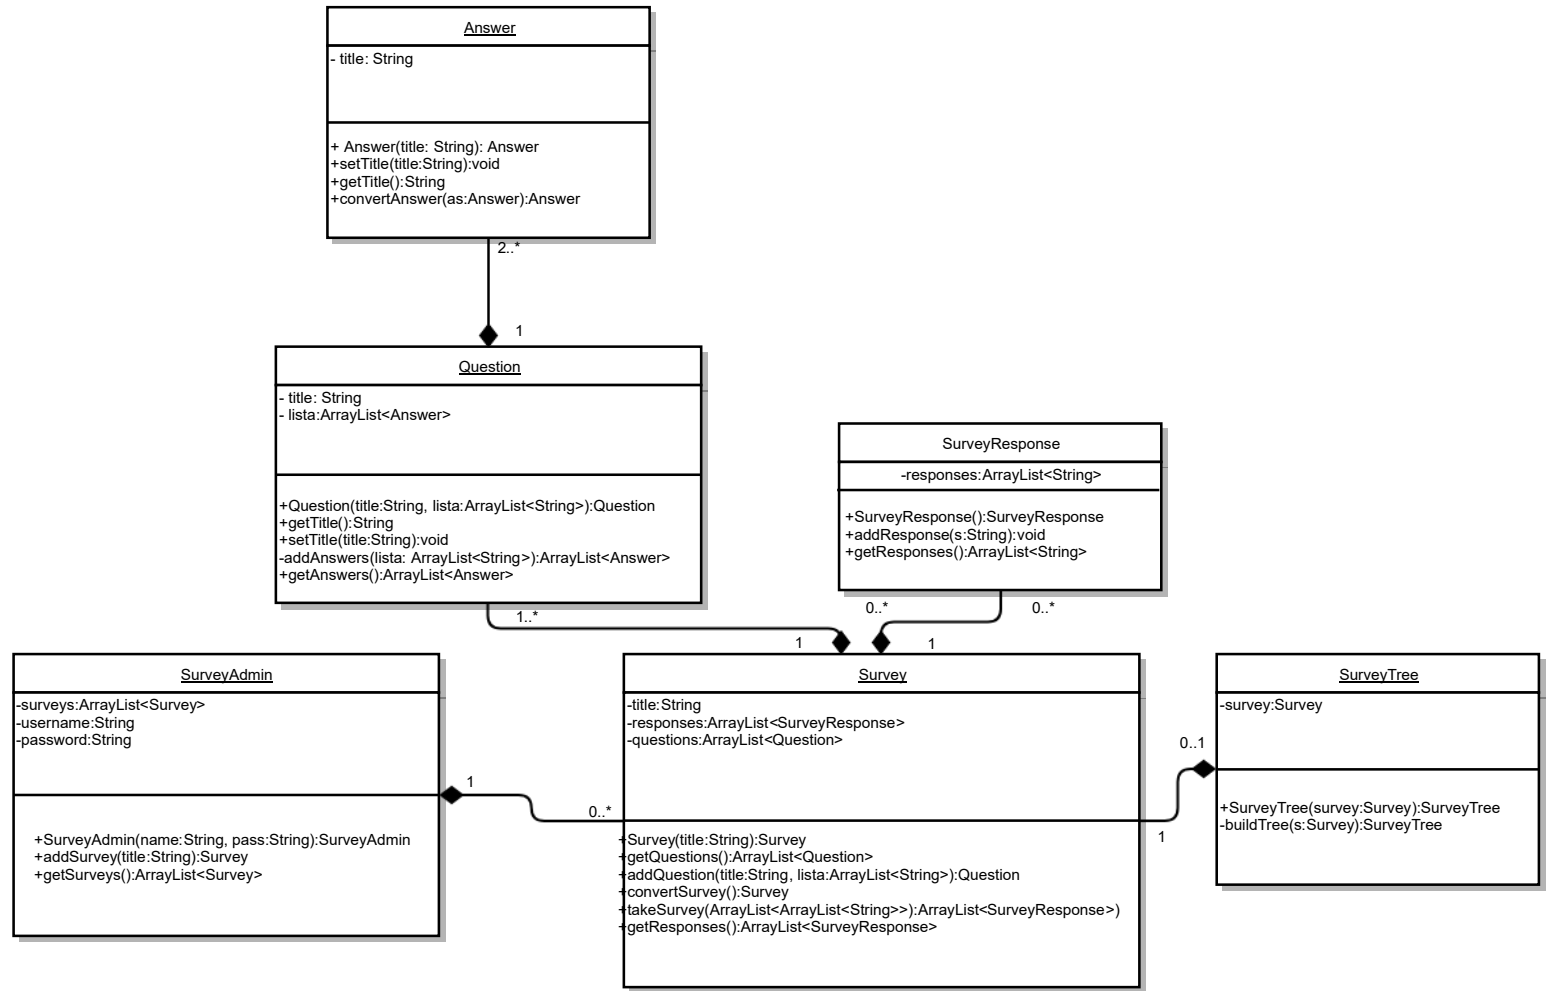 Answer
- title: String
+ Answer(title: String): Answer
+setTitle(title:String):void
+getTitle():String
+convertAnswer(as:Answer):Answer
2..*
1
Question
- title: String
- lista:ArrayList<Answer>
+Question(title:String, lista:ArrayList<String>):Question
+getTitle():String
+setTitle(title:String):void
-addAnswers(lista: ArrayList<String>):ArrayList<Answer>
+getAnswers():ArrayList<Answer>
1..*
1
SurveyResponse
-responses:ArrayList<String>
+SurveyResponse():SurveyResponse
+addResponse(s:String):void
+getResponses():ArrayList<String>
0..*
0..*
1
SurveyAdmin
-surveys:ArrayList<Survey>
-username:String
-password:String
+SurveyAdmin(name:String, pass:String):SurveyAdmin
+addSurvey(title:String):Survey
+getSurveys():ArrayList<Survey>
1
0..*
Survey
-title:String
-responses:ArrayList<SurveyResponse>
-questions:ArrayList<Question>
+Survey(title:String):Survey
+getQuestions():ArrayList<Question>
+addQuestion(title:String, lista:ArrayList<String>):Question
+convertSurvey():Survey
+takeSurvey(ArrayList<ArrayList<String>>):ArrayList<SurveyResponse>)
+getResponses():ArrayList<SurveyResponse>
0..1
1
SurveyTree
-survey:Survey
+SurveyTree(survey:Survey):SurveyTree
-buildTree(s:Survey):SurveyTree